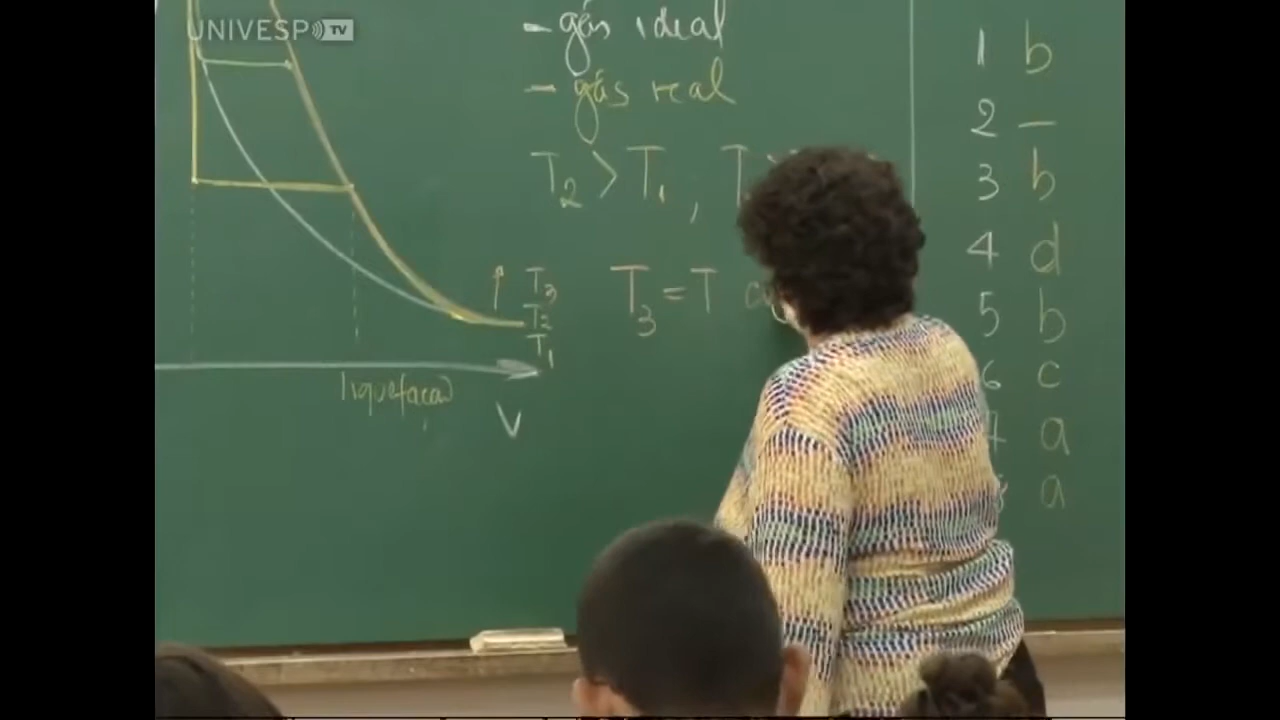 UNIVESP TV
- gás ideal
- gás real
T₂ > T₁ ,
T₃ = T
T₃
T₂
T₁
liquefação
V
1 b
2 —
3 b
4 d
5 b
6 c
7 a
a